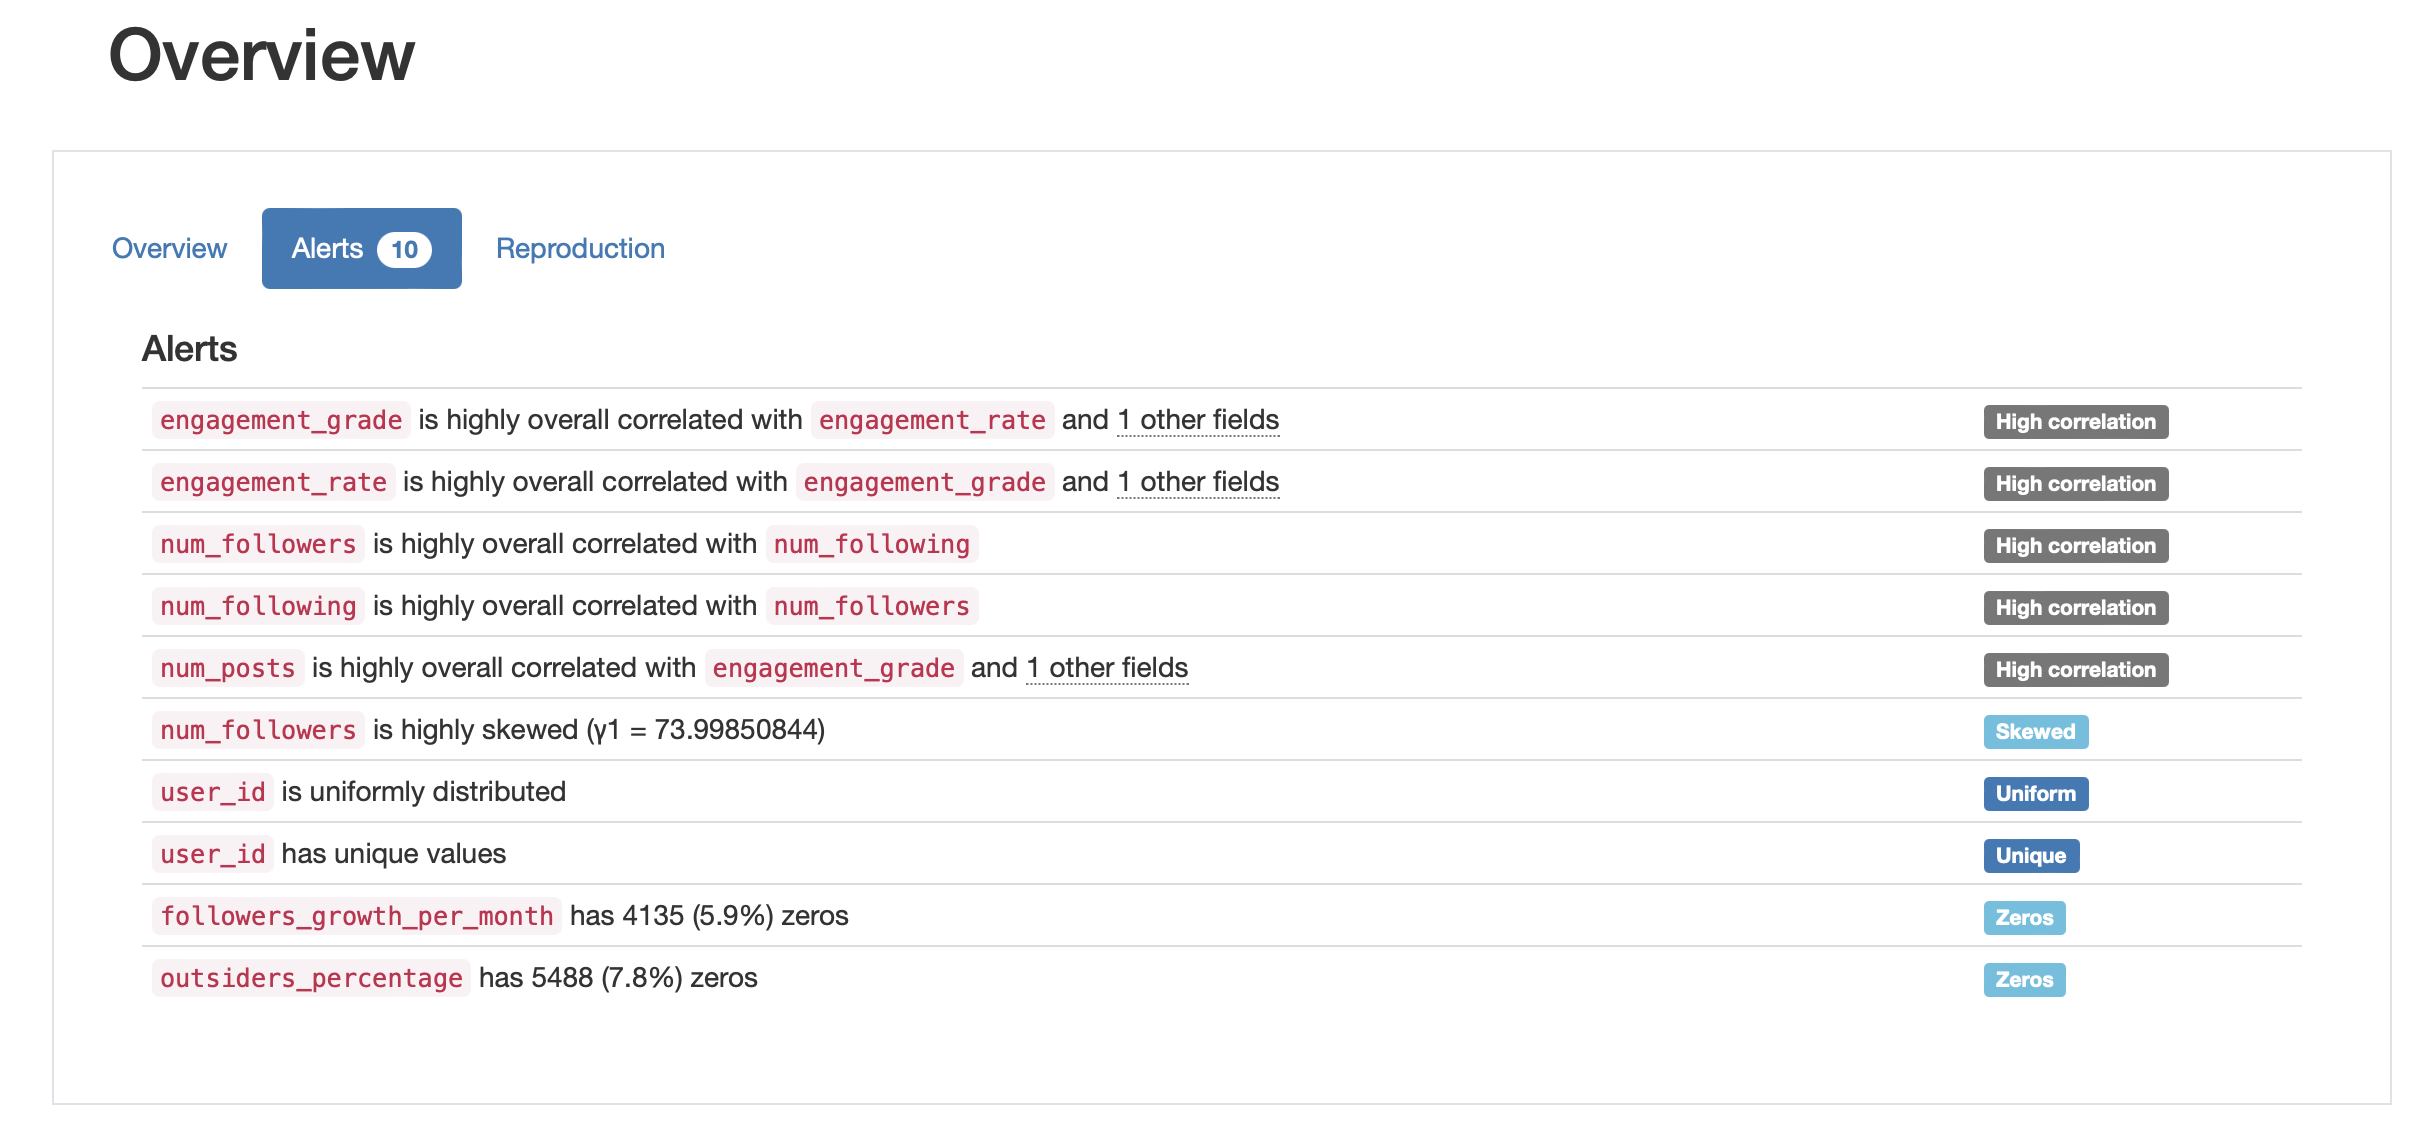 Overview
Overview Alerts 10 Reproduction
Alerts
engagement_grade is highly overall correlated with engagement_rate and 1 other fields High correlation
engagement_rate is highly overall correlated with engagement_grade and 1 other fields High correlation
num_followers is highly overall correlated with num_following High correlation
num_following is highly overall correlated with num_followers High correlation
num_posts is highly overall correlated with engagement_grade and 1 other fields High correlation
num_followers is highly skewed (γ1 = 73.99850844) Skewed
user_id is uniformly distributed Uniform
user_id has unique values Unique
followers_growth_per_month has 4135 (5.9%) zeros Zeros
outsiders_percentage has 5488 (7.8%) zeros Zeros